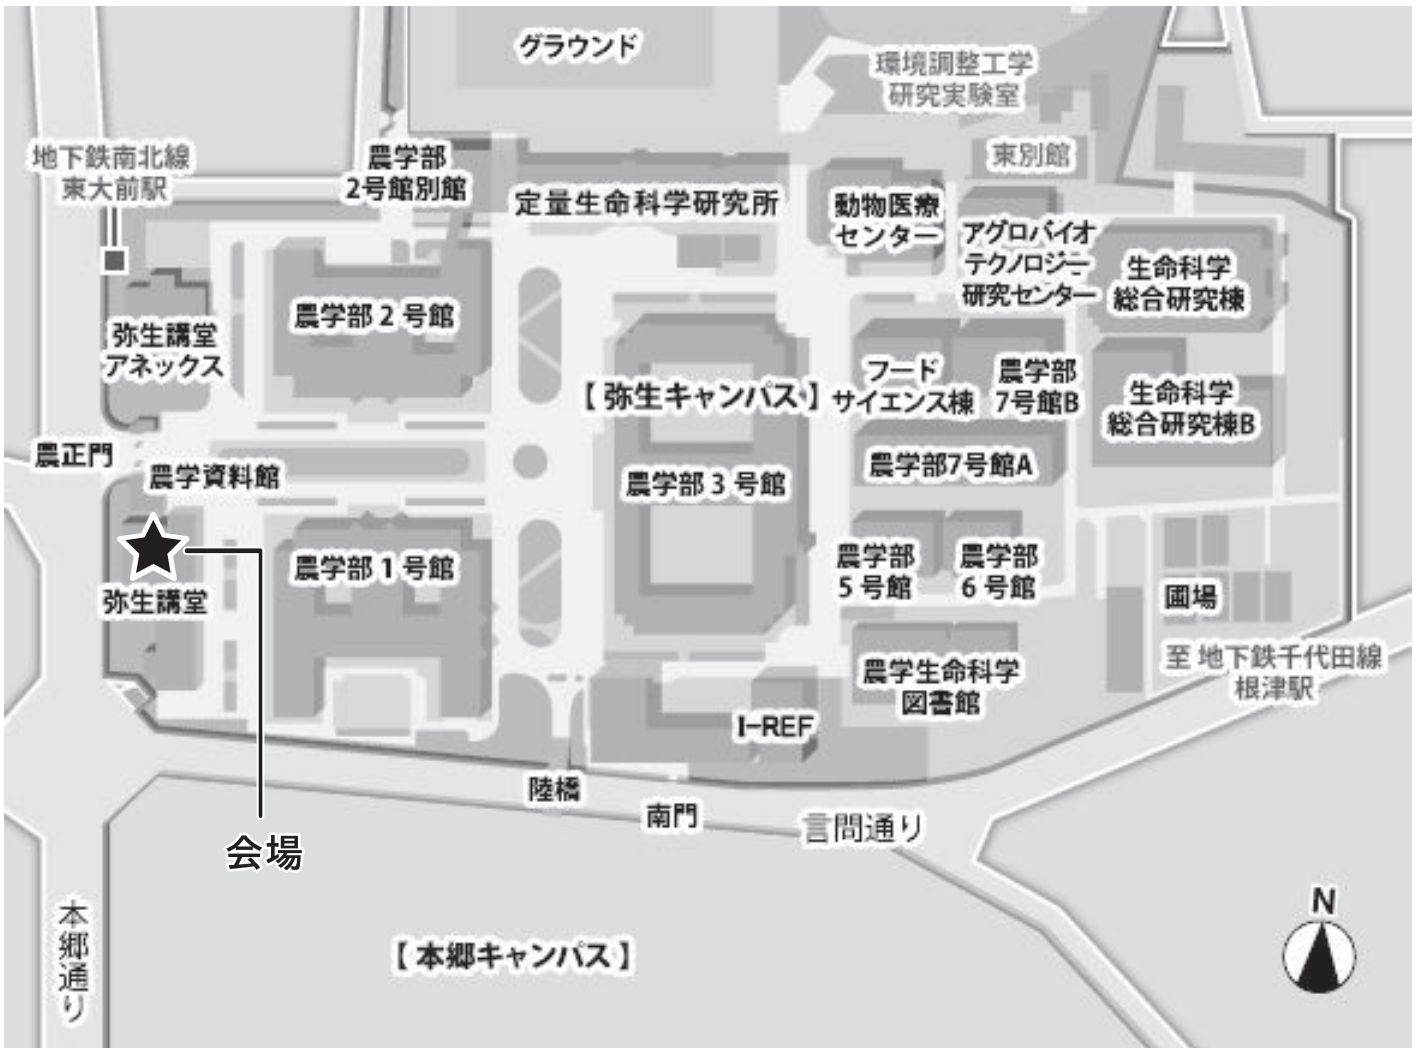 グラウンド
環境調整工学
研究実験室
東別館
地下鉄南北線
東大前駅
農学部
2号館別館
定量生命科学研究所
動物医療
センター
アグロバイオ
テクノロジー
研究センター
生命科学
総合研究棟
農学部2号館
弥生講堂
アネックス
【弥生キャンパス】
フード
サイエンス棟
農学部
7号館B
生命科学
総合研究棟B
農正門
農学資料館
農学部3号館
農学部7号館A
農学部1号館
弥生講堂
農学部
5号館
農学部
6号館
圃場
農学生命科学
図書館
至 地下鉄千代田線
根津駅
I-REF
陸橋
南門
言問通り
会場
本郷通り
【本郷キャンパス】
N